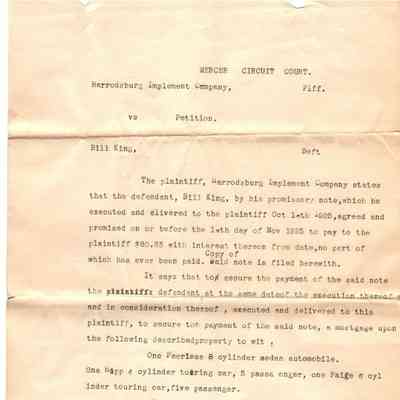 MERCER CIRCUIT COURT.
Harrodsburg Implement Company, Plff.
vs Petition.
Bill King, Deft
The plaintiff, Harrodsburg Implement Company states
that the defendant, Bill King, by his promissory note, which he
executed and dlivered to the plaintiff Oct 14th 1925, agreed and
promised on or before the 14th day of Nov 1925 to pay to the
plaintiff $80.83 with interest thereon from date, no part of
Copy of
which has ever been paid. said note is filed herewith.
It says that to secure the payment of the said note
the defendant at the same date of the execution thereof
and in consideration thereof, executed and delivered to this
plaintiff, to secure the payment of the said note, a mortgage upon
the following described property to wit ;
One Peerless 8 cylinder sedan automobile.
One Hupp cylinder touring car, 5 passa enger, one Paige 6 cyl
inder touring car, five passenger.